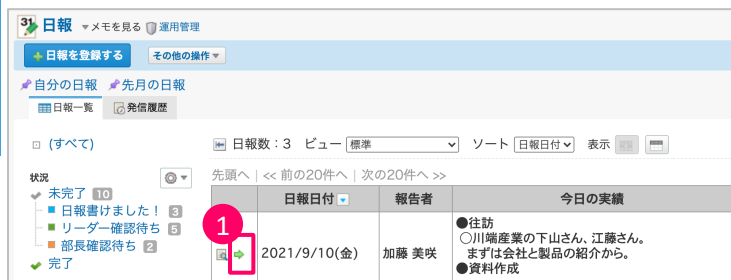 31 日報 ▼メモを見る 運用管理
+日報を登録する その他の操作▼
自分の日報 先月の日報
日報一覧 発信履歴
(すべて) 日報数：3 ビュー 標準 ソート 日報日付 表示
状況
先頭へ | << 前の20件へ | 次の20件へ >>
未完了 10
日報書けました！ 3
リーダー確認待ち 5
部長確認待ち 2
完了
日報日付 報告者 今日の実績
1
2021/9/10(金) 加藤 美咲
●往訪
○川端産業の下山さん、江藤さん。
まずは会社と製品の紹介から。
●資料作成